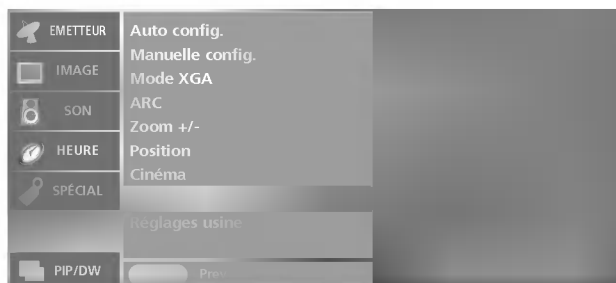 EMETTEUR
IMAGE
SON
HEURE
SPÉCIAL
PIP/DW
Auto config.
Manuelle config.
Mode XGA
ARC
Zoom +/-
Position
Cinéma
Réglages usine